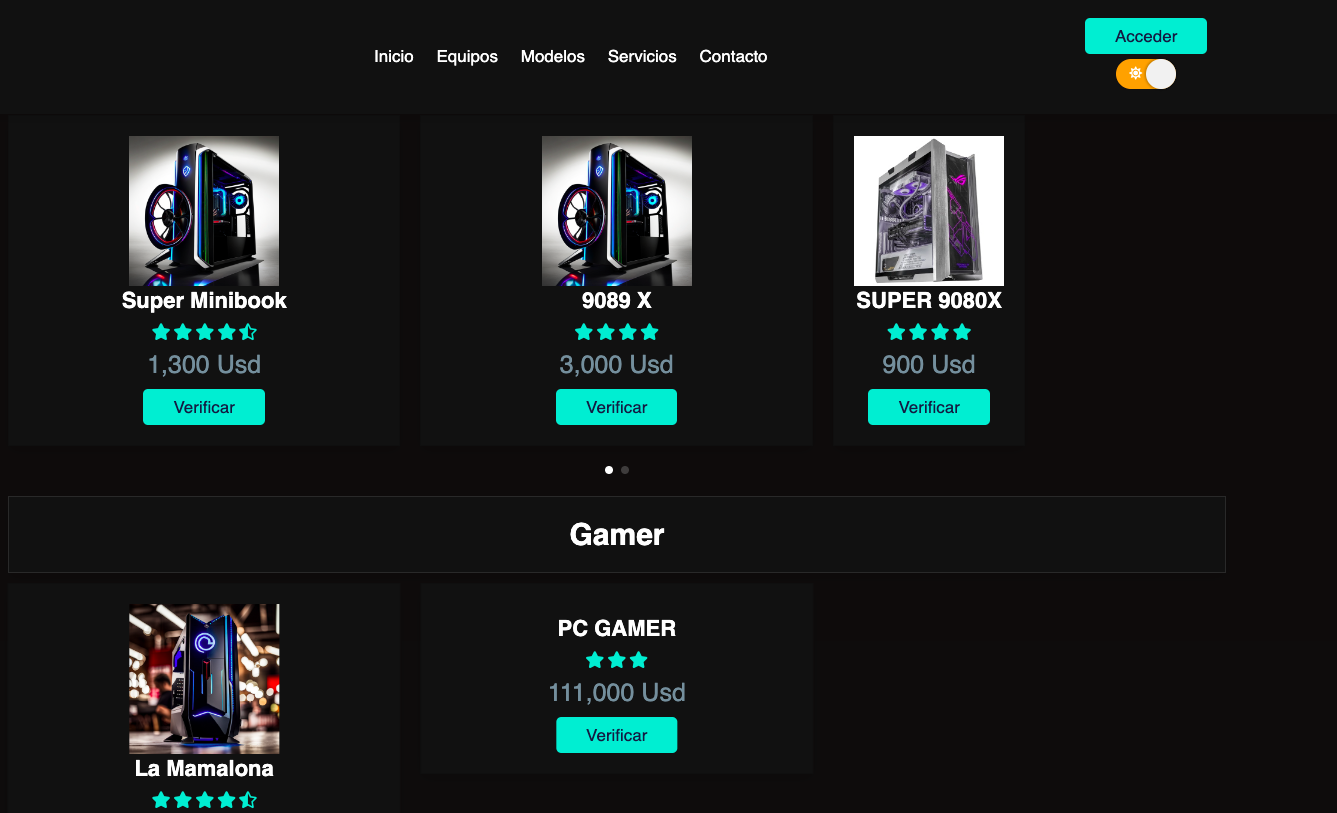 Inicio Equipos Modelos Servicios Contacto
Acceder
Super Minibook
1,300 Usd
Verificar
9089 X
3,000 Usd
Verificar
SUPER 9080X
900 Usd
Verificar
Gamer
La Mamalona
PC GAMER
111,000 Usd
Verificar